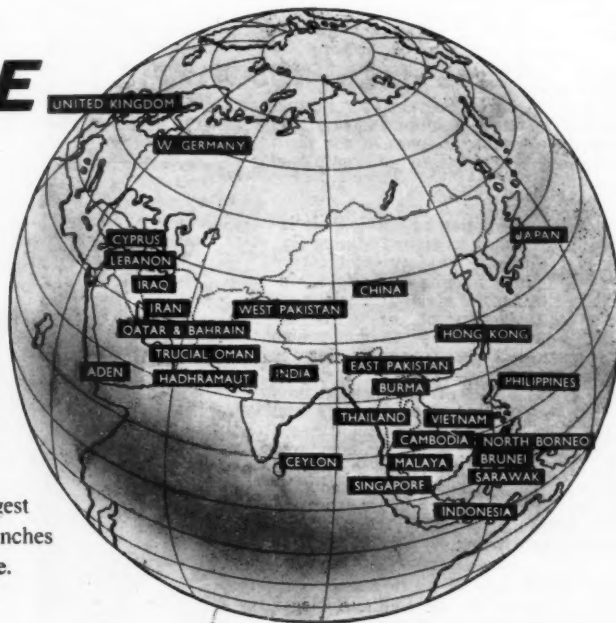 E
UNITED KINGDOM
W. GERMANY
CYPRUS
LEBANON
JAPAN
IRAQ
CHINA
IRAN
WEST PAKISTAN
QATAR & BAHRAIN
HONG KONG
TRUCIAL OMAN
EAST PAKISTAN
ADEN
HADHRAMAUT
INDIA
BURMA
PHILIPPINES
THAILAND
VIETNAM
CAMBODIA
NORTH BORNEO
CEYLON
MALAYA
BRUNEI
SINGAPORE
SARAWAK
gest
INDONESIA
nches
e.